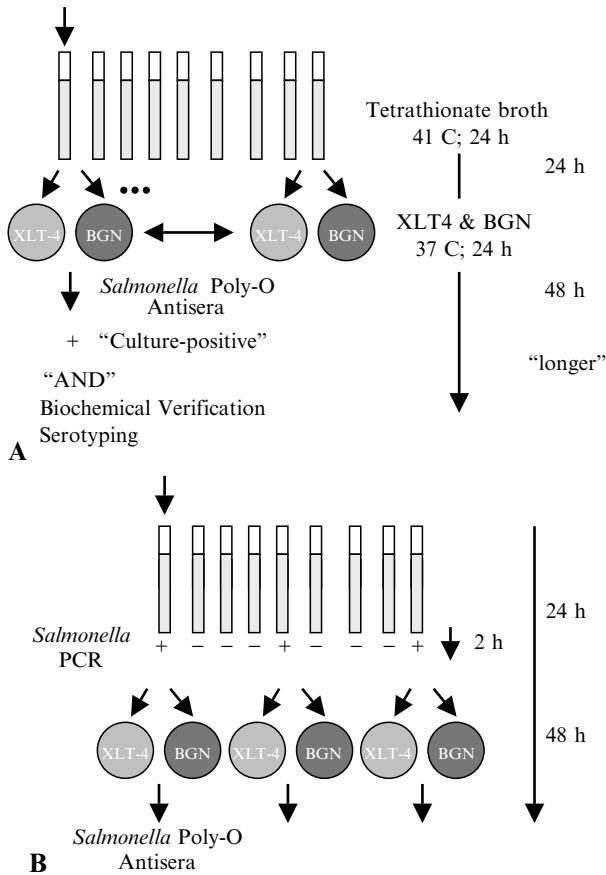 Tetrathionate broth
41 C; 24 h
24 h
•••
XLT-4 BGN XLT-4 BGN
XLT4 & BGN
37 C; 24 h
Salmonella Poly-O
Antisera
48 h
+ “Culture-positive”
“longer”
“AND”
Biochemical Verification
Serotyping
A
24 h
Salmonella
PCR
+ – – – + – – – +
2 h
XLT-4 BGN XLT-4 BGN XLT-4 BGN
48 h
Salmonella Poly-O
Antisera
B